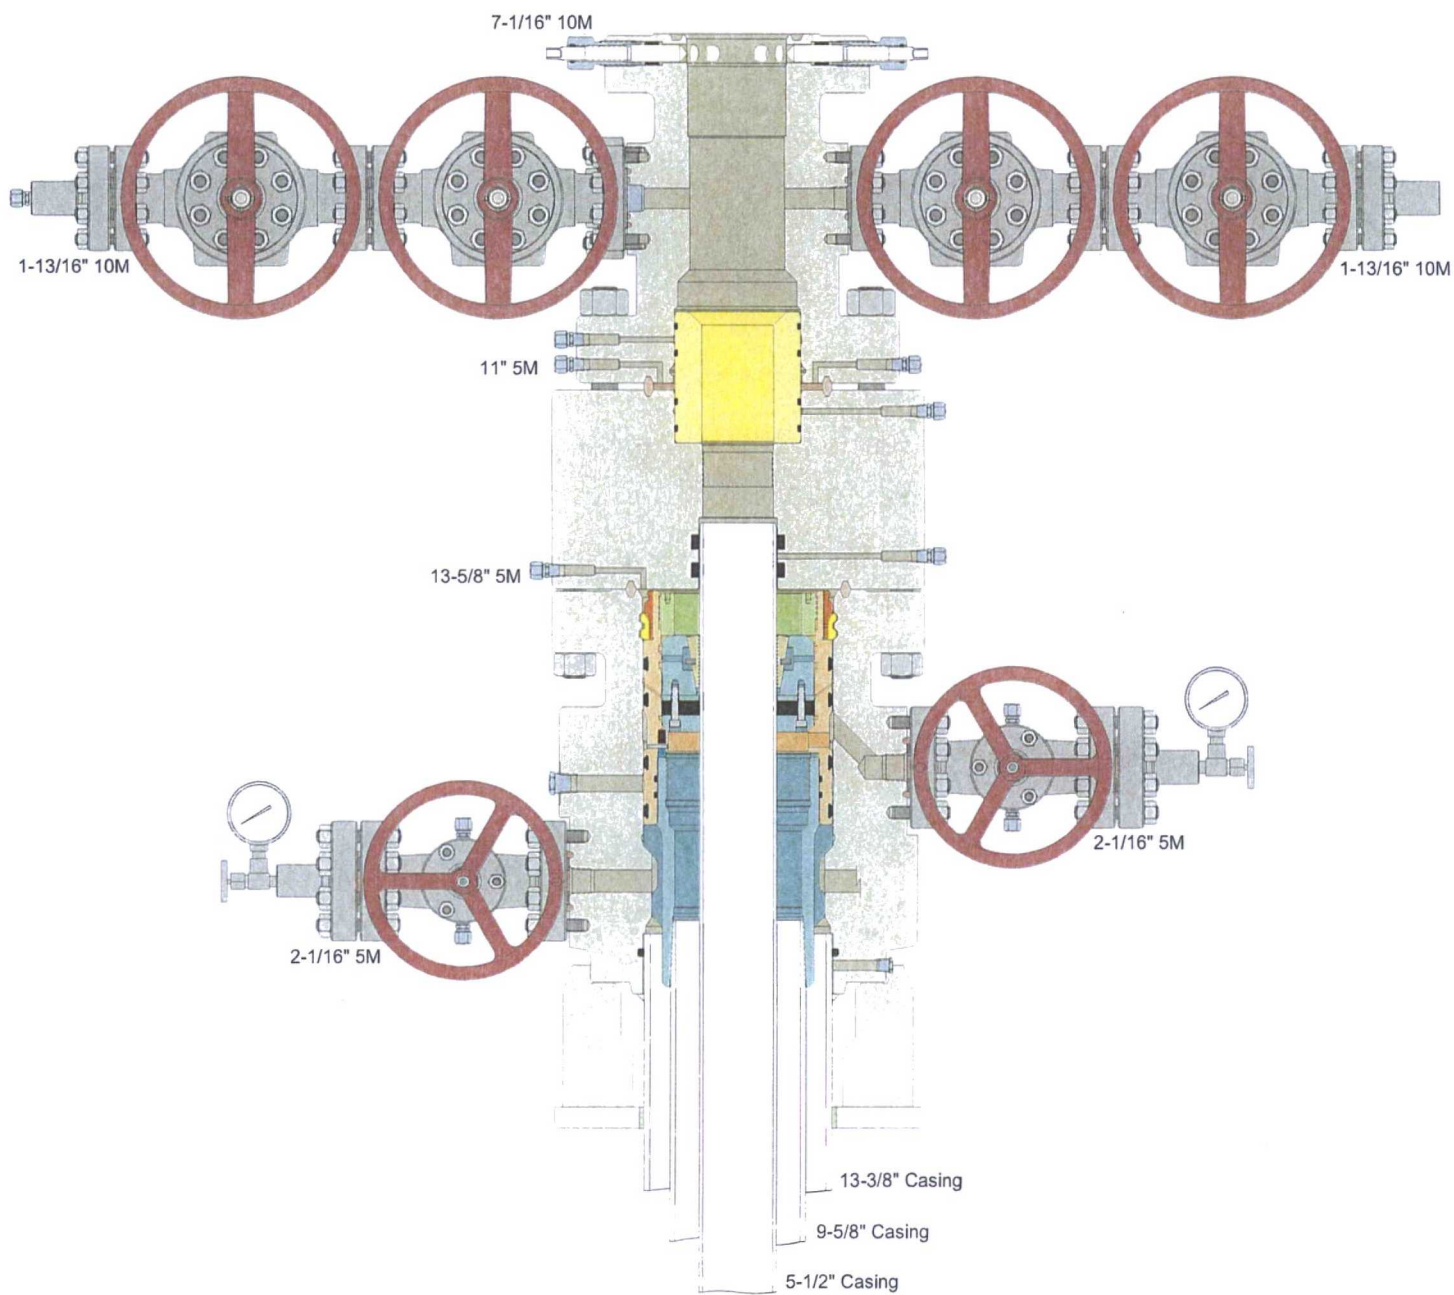 7-1/16" 10M
1-13/16" 10M
1-13/16" 10M
11" 5M
13-5/8" 5M
2-1/16" 5M
2-1/16" 5M
13-3/8" Casing
9-5/8" Casing
5-1/2" Casing